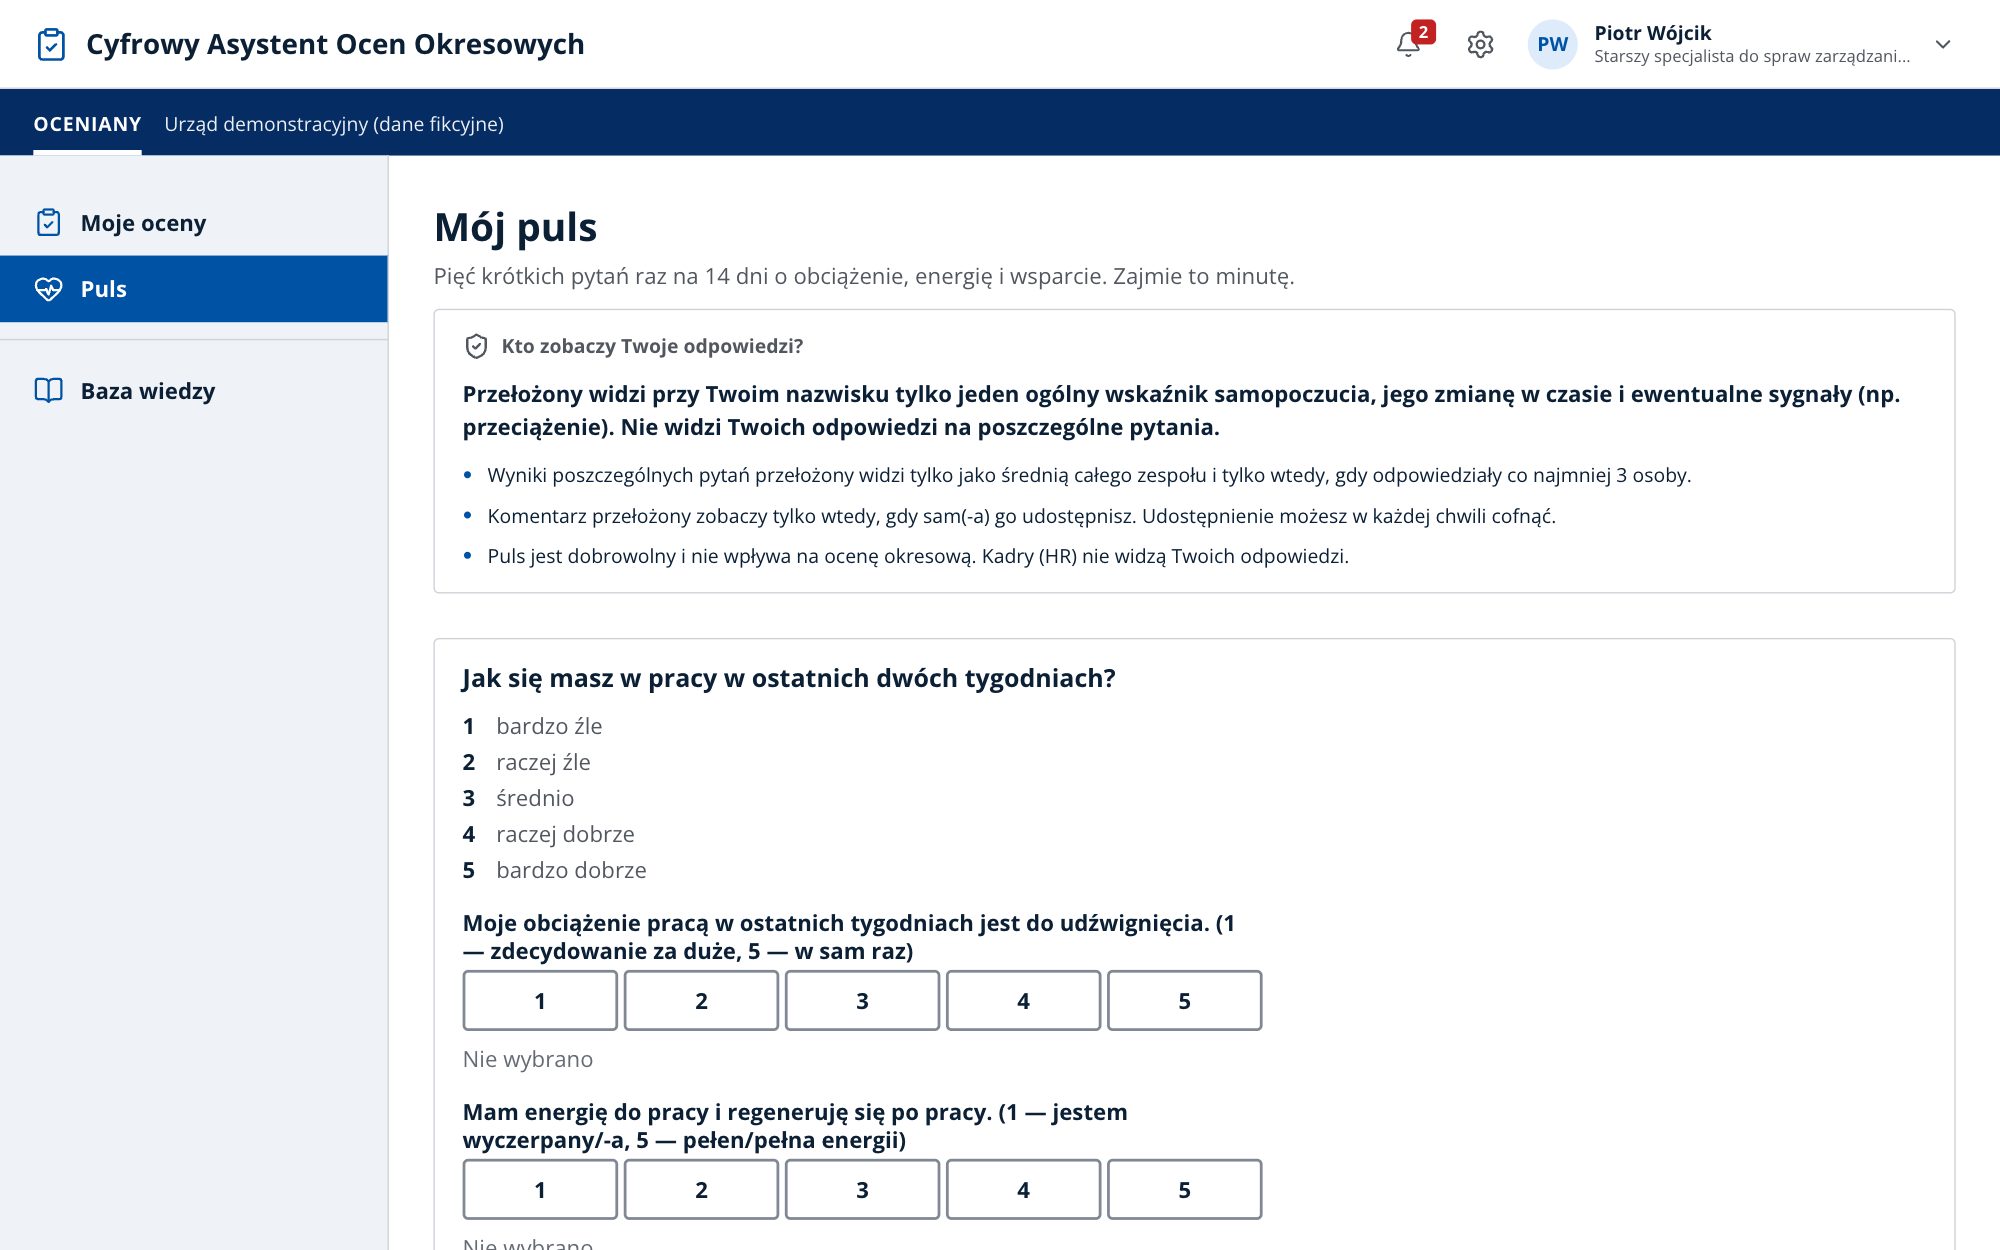 Cyfrowy Asystent Ocen Okresowych
2
PW
Piotr Wójcik
Starszy specjalista do spraw zarządzani...
OCENIANY
Urząd demonstracyjny (dane fikcyjne)
Moje oceny
Puls
Baza wiedzy
Mój puls
Pięć krótkich pytań raz na 14 dni o obciążenie, energię i wsparcie. Zajmie to minutę.
Kto zobaczy Twoje odpowiedzi?
Przełożony widzi przy Twoim nazwisku tylko jeden ogólny wskaźnik samopoczucia, jego zmianę w czasie i ewentualne sygnały (np.
przeciążenie). Nie widzi Twoich odpowiedzi na poszczególne pytania.
• Wyniki poszczególnych pytań przełożony widzi tylko jako średnią całego zespołu i tylko wtedy, gdy odpowiedziały co najmniej 3 osoby.
• Komentarz przełożony zobaczy tylko wtedy, gdy sam(-a) go udostępnisz. Udostępnienie możesz w każdej chwili cofnąć.
• Puls jest dobrowolny i nie wpływa na ocenę okresową. Kadry (HR) nie widzą Twoich odpowiedzi.
Jak się masz w pracy w ostatnich dwóch tygodniach?
1 bardzo źle
2 raczej źle
3 średnio
4 raczej dobrze
5 bardzo dobrze
Moje obciążenie pracą w ostatnich tygodniach jest do udźwignięcia. (1
— zdecydowanie za duże, 5 — w sam raz)
1 2 3 4 5
Nie wybrano
Mam energię do pracy i regeneruję się po pracy. (1 — jestem
wyczerpany/-a, 5 — pełen/pełna energii)
1 2 3 4 5
Nie wybrano